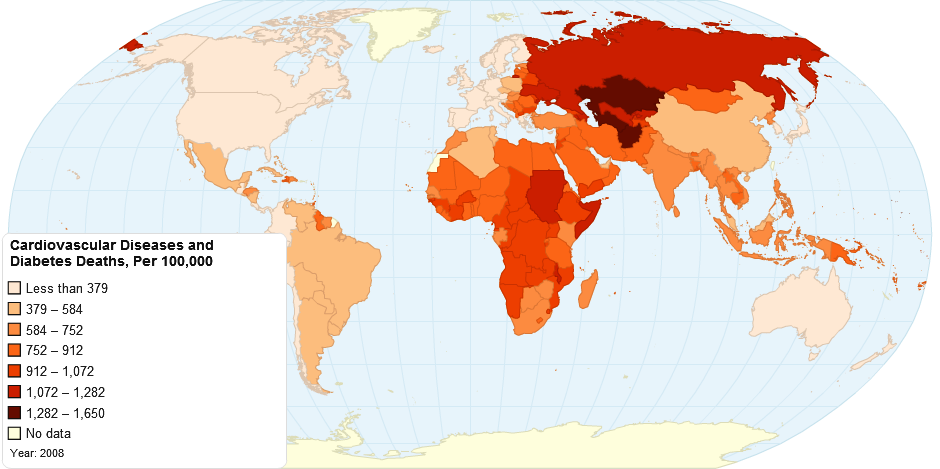 Cardiovascular Diseases and
Diabetes Deaths, Per 100,000
Less than 379
379 – 584
584 – 752
752 – 912
912 – 1,072
1,072 – 1,282
1,282 – 1,650
No data
Year: 2008